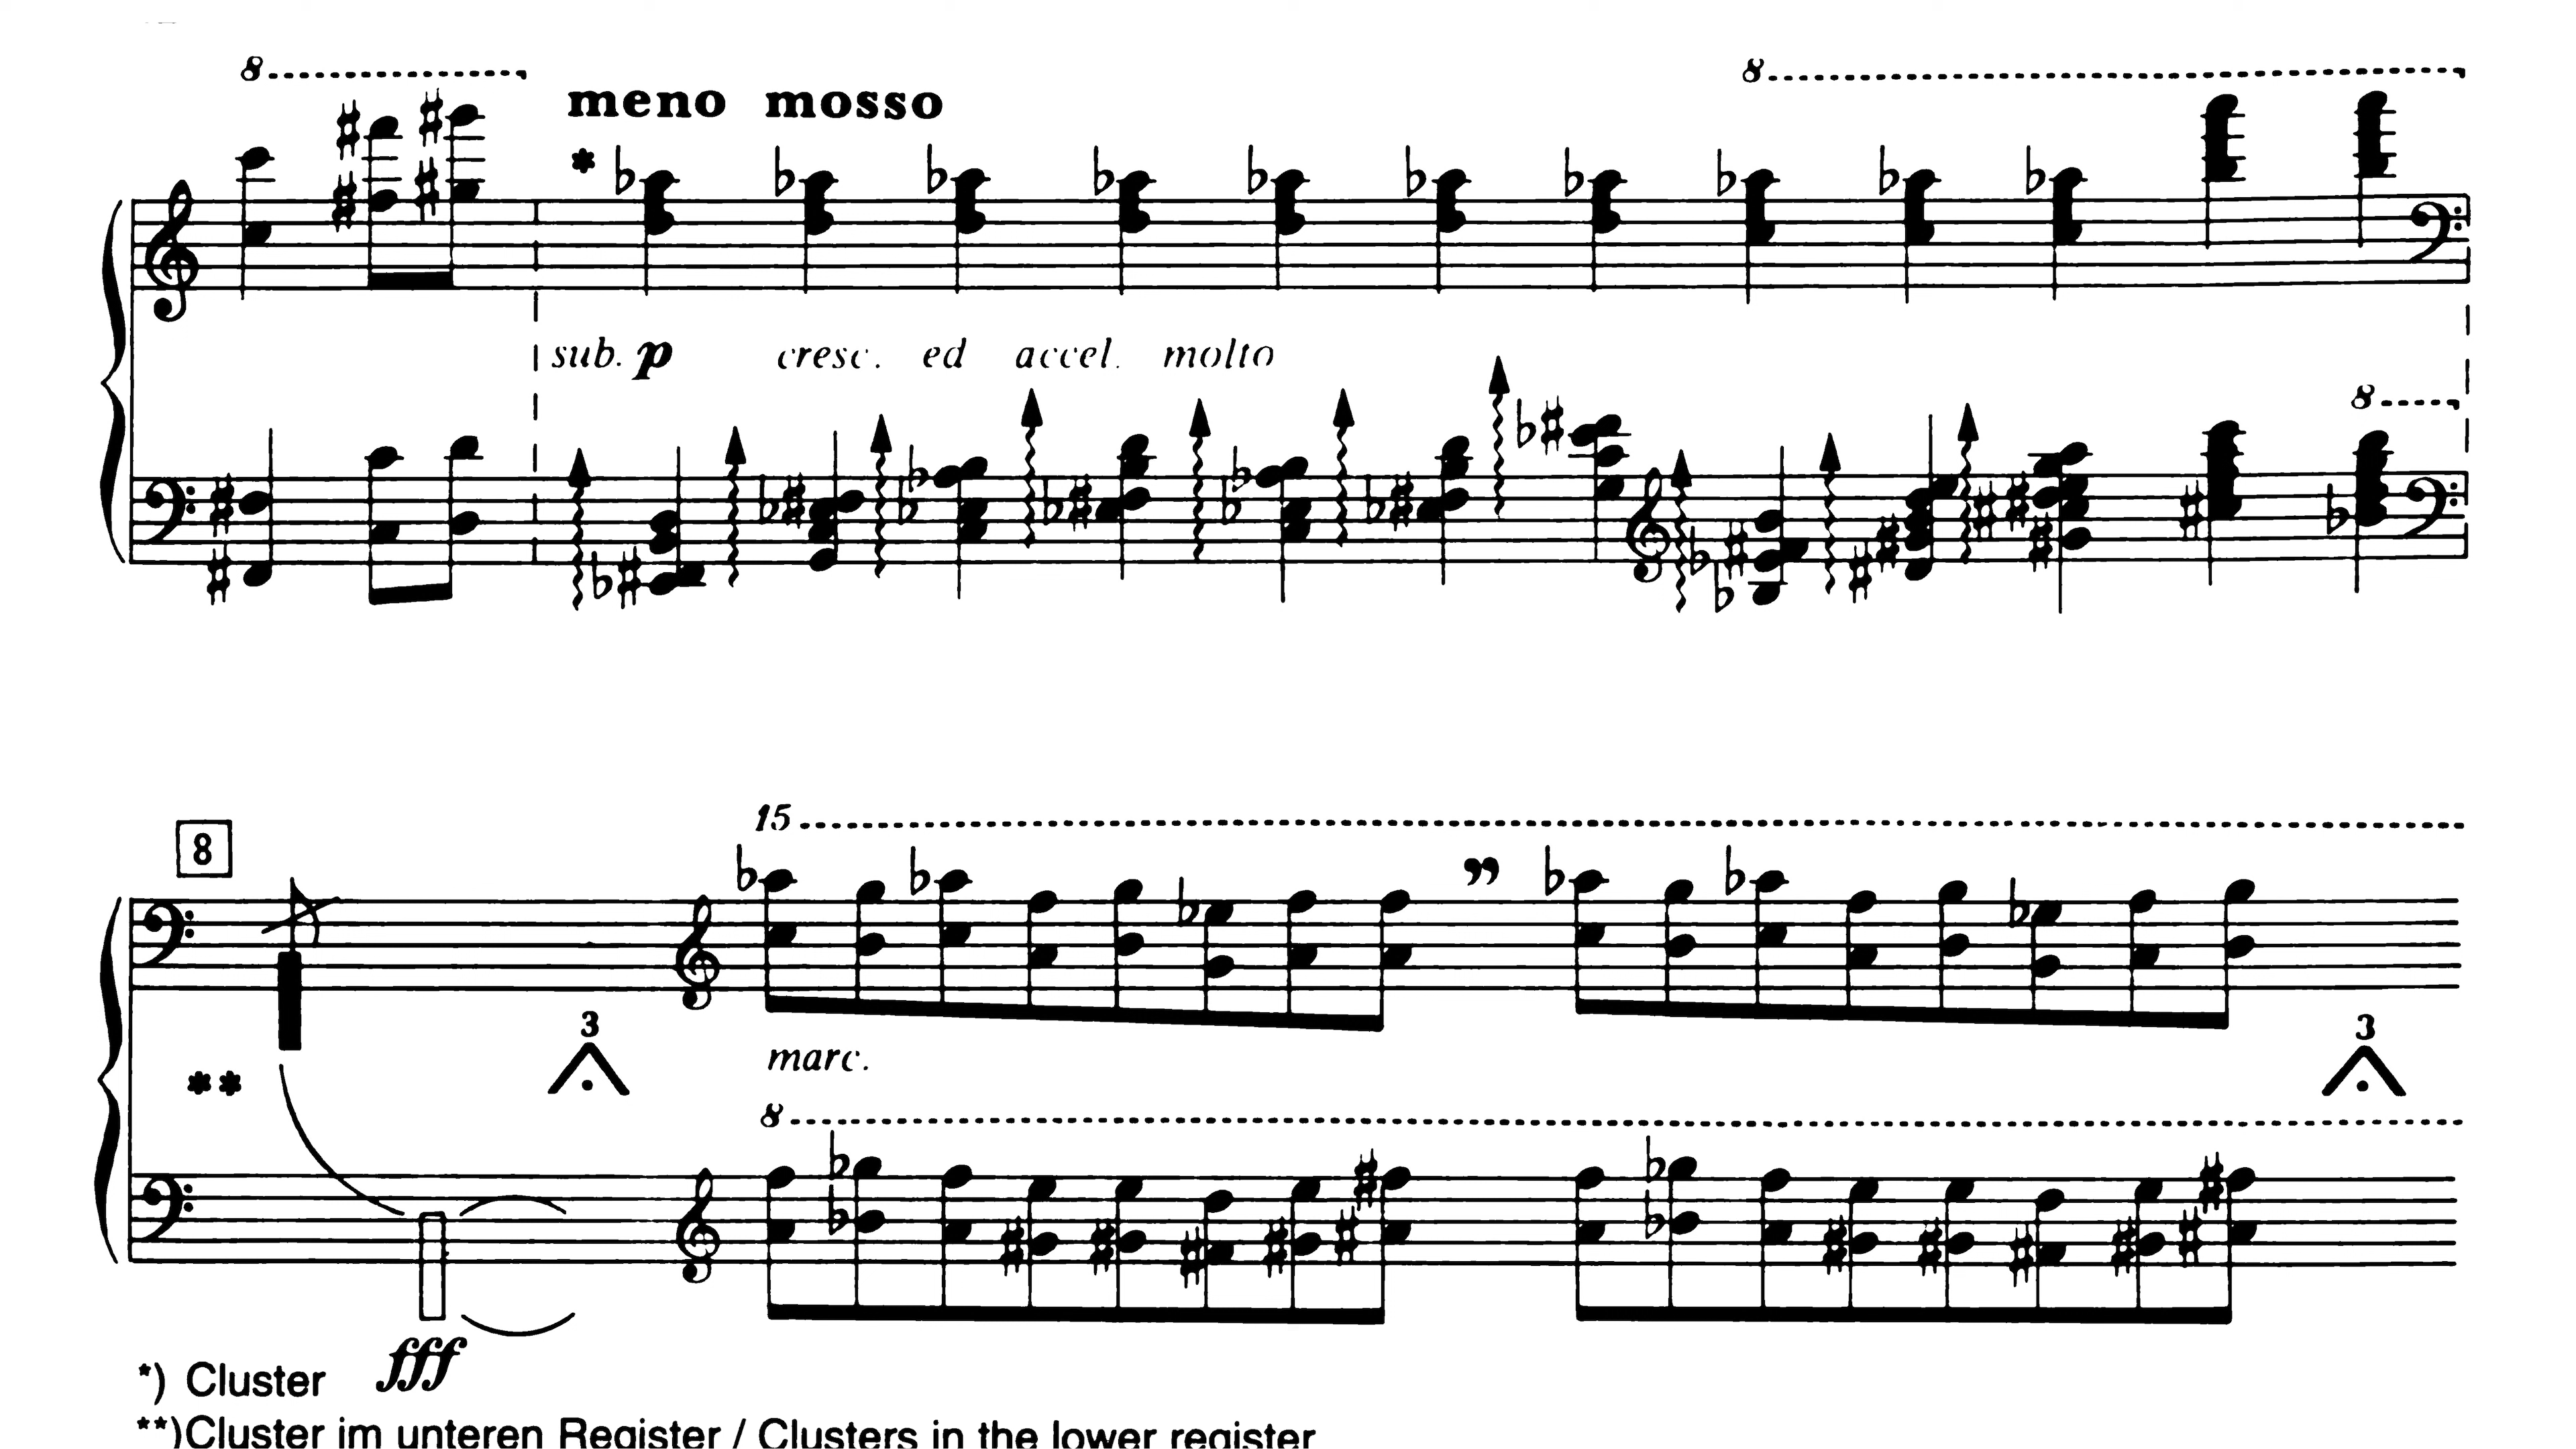 8
meno mosso
8
*
sub. p cresc. ed accel. molto
8
8
15
”
3
marc.
3
**
8
fff
*) Cluster
**)Cluster im unteren Register / Clusters in the lower register